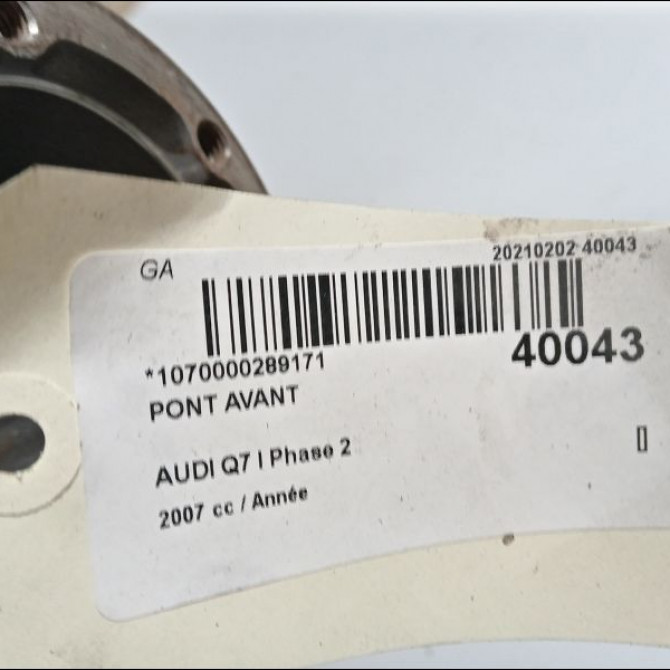 GA
20210202 40043
*1070000289171
40043
PONT AVANT
AUDI Q7 I Phase 2
2007 cc / Année